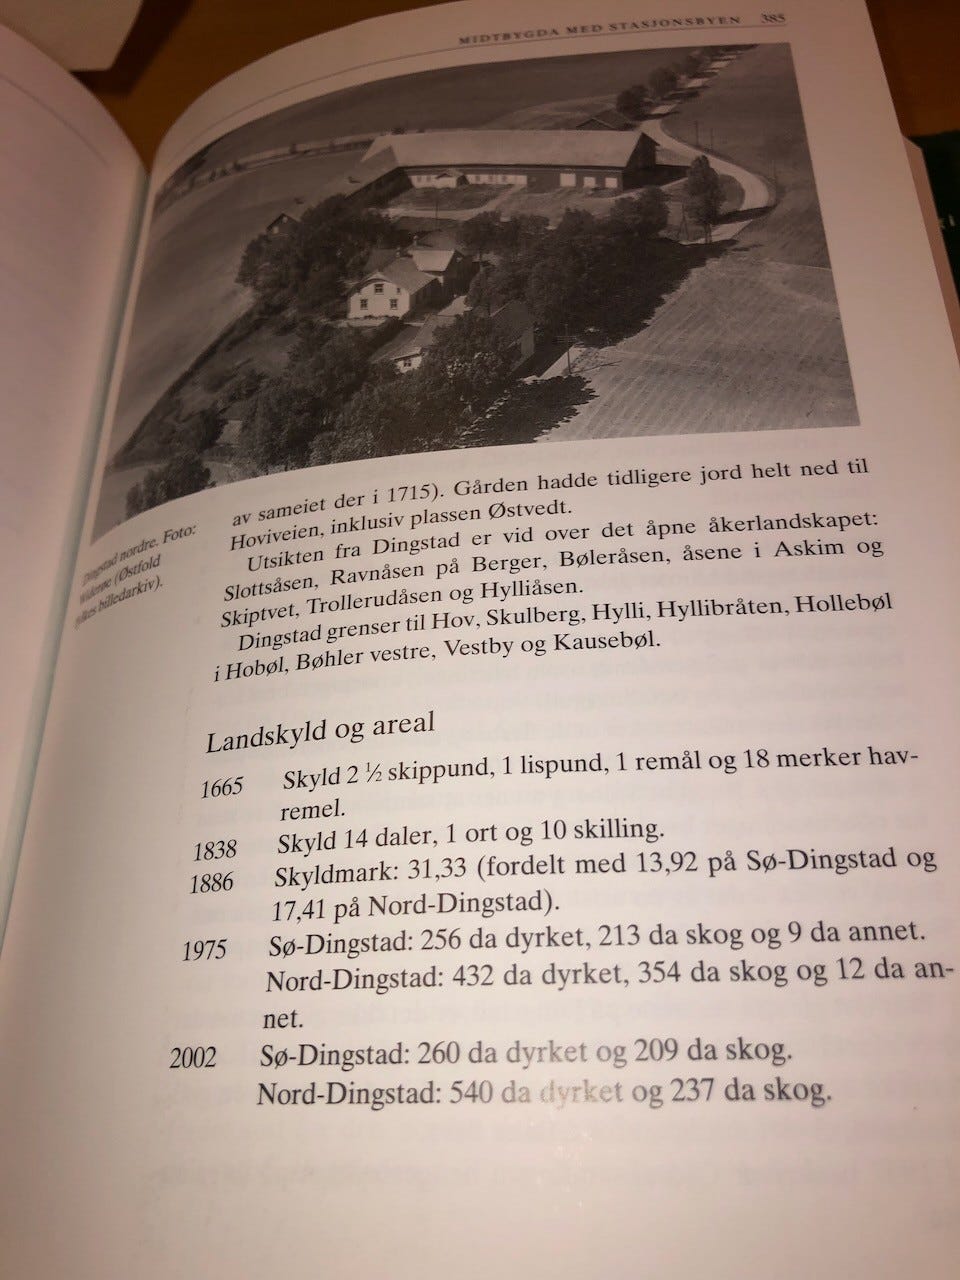 MIDTBYGDA MED STASJONSBYEN 385
Dingstad nordre. Foto:
Widerøe (Østfold
fylkes billedarkiv).
av sameiet der i 1715). Gården hadde tidligere jord helt ned til
Hoviveien, inklusiv plassen Østvedt.
Utsikten fra Dingstad er vid over det åpne åkerlandskapet:
Slottsåsen, Ravnåsen på Berger, Bøleråsen, åsene i Askim og
Skiptvet, Trollerudåsen og Hylliåsen.
Dingstad grenser til Hov, Skulberg, Hylli, Hyllibråten, Hollebøl
i Hobøl, Bøhler vestre, Vestby og Kausebøl.
Landskyld og areal
1665 Skyld 2 ½ skippund, 1 lispund, 1 remål og 18 merker hav-
remel.
1838 Skyld 14 daler, 1 ort og 10 skilling.
1886 Skyldmark: 31,33 (fordelt med 13,92 på Sø-Dingstad og
17,41 på Nord-Dingstad).
1975 Sø-Dingstad: 256 da dyrket, 213 da skog og 9 da annet.
Nord-Dingstad: 432 da dyrket, 354 da skog og 12 da an-
net.
2002 Sø-Dingstad: 260 da dyrket og 209 da skog.
Nord-Dingstad: 540 da dyrket og 237 da skog.